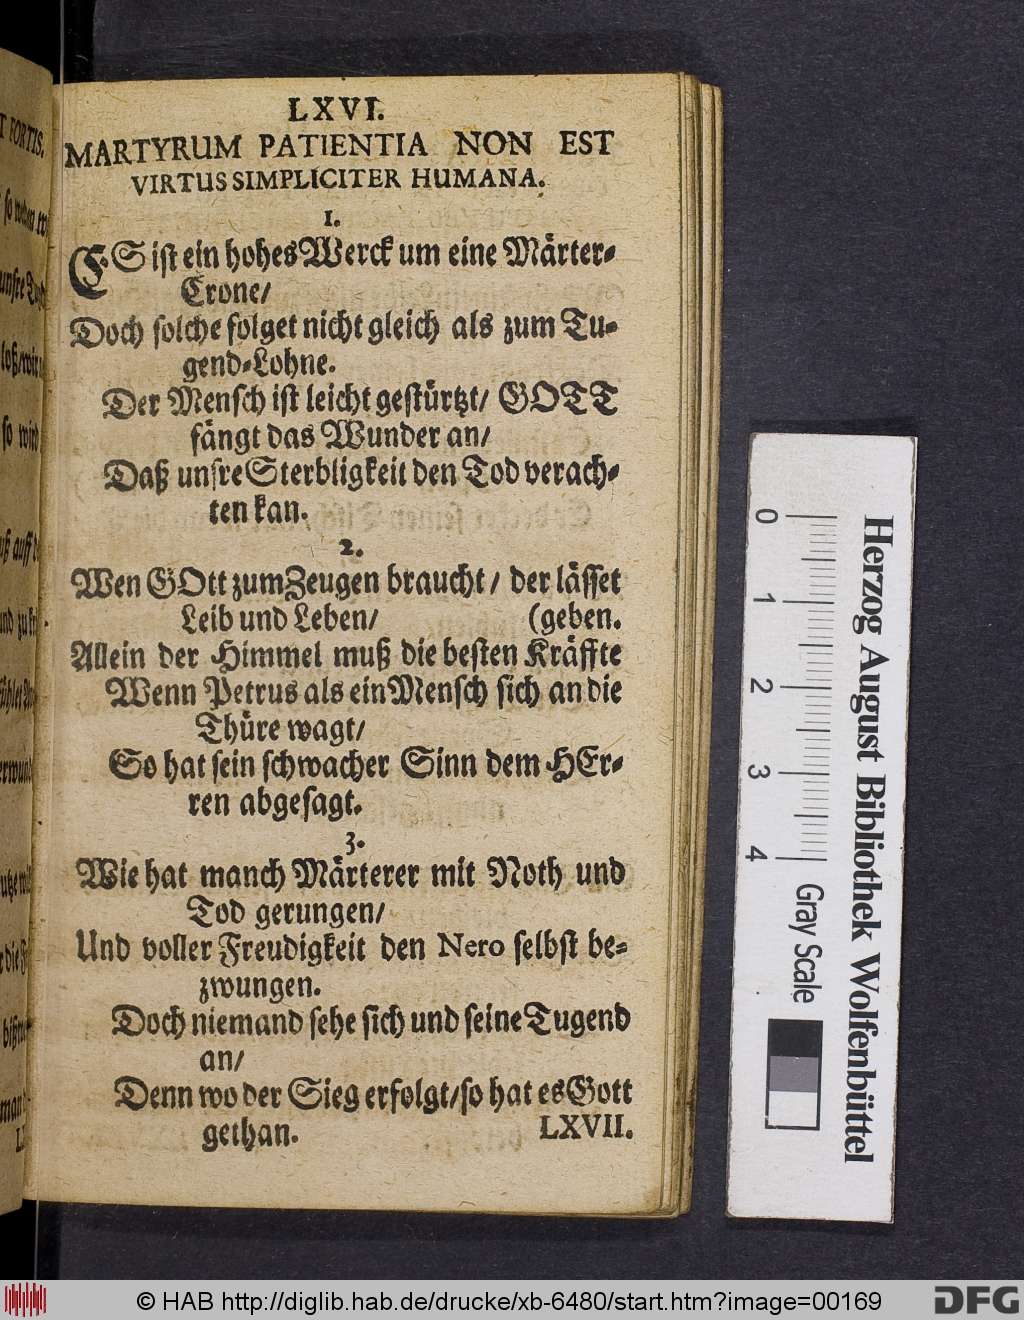 LXVI.
MARTYRUM PATIENTIA NON EST
VIRTUS SIMPLICITER HUMANA.
1.
ES ist ein hohes Werck um eine Märter-
Crone/
Doch solche folget nicht gleich als zum Tu-
gend-Lohne.
Der Mensch ist leicht gestürtzt/ GOTT
fängt das Wunder an/
Daß unsre Sterbligkeit den Tod verach-
ten kan.
2.
Wen GOtt zum Zeugen braucht/ der lässet
Leib und Leben/ (geben.
Allein der Himmel muß die besten Kräffte
Wenn Petrus als ein Mensch sich an die
Thüre wagt/
So hat sein schwacher Sinn dem HEr-
ren abgesagt.
3.
Wie hat manch Märterer mit Noth und
Tod gerungen/
Und voller Freudigkeit den Nero selbst be-
zwungen.
Doch niemand sehe sich und seine Tugend
an/
Denn wo der Sieg erfolgt/so hat es Gott
gethan. LXVII.
T FORTIS.
0 1 2 3 4 Gray Scale
Herzog August Bibliothek Wolfenbüttel
© HAB http://diglib.hab.de/drucke/xb-6480/start.htm?image=00169
DFG